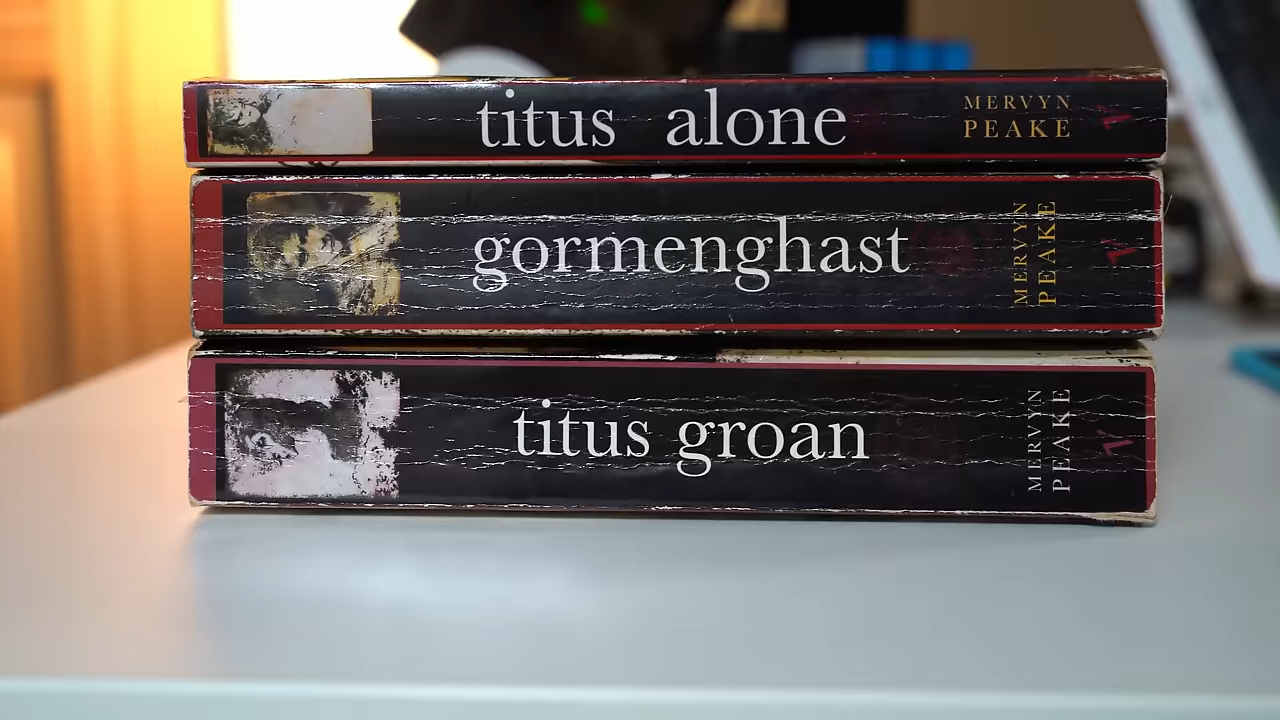 titus alone
MERVYN
PEAKE
gormenghast
MERVYN
PEAKE
titus groan
MERVYN
PEAKE